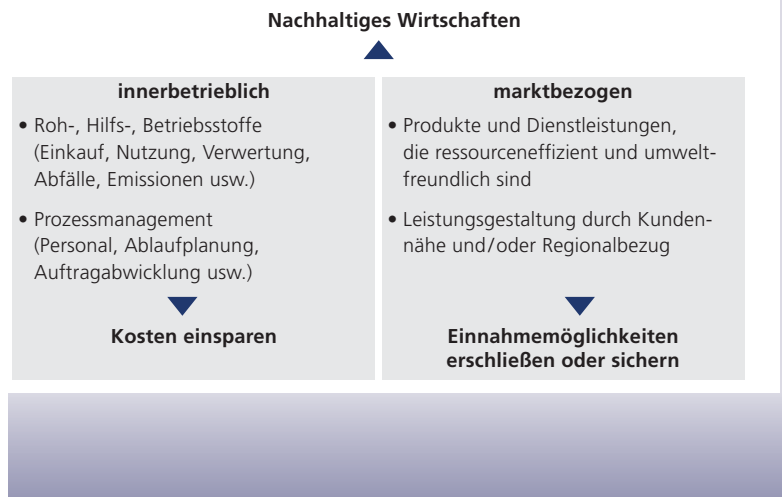 Nachhaltiges Wirtschaften
innerbetrieblich
• Roh-, Hilfs-, Betriebsstoffe
(Einkauf, Nutzung, Verwertung,
Abfälle, Emissionen usw.)
• Prozessmanagement
(Personal, Ablaufplanung,
Auftragabwicklung usw.)
Kosten einsparen
marktbezogen
• Produkte und Dienstleistungen,
die ressourceneffizient und umwelt-
freundlich sind
• Leistungsgestaltung durch Kunden-
nähe und/oder Regionalbezug
Einnahmemöglichkeiten
erschließen oder sichern